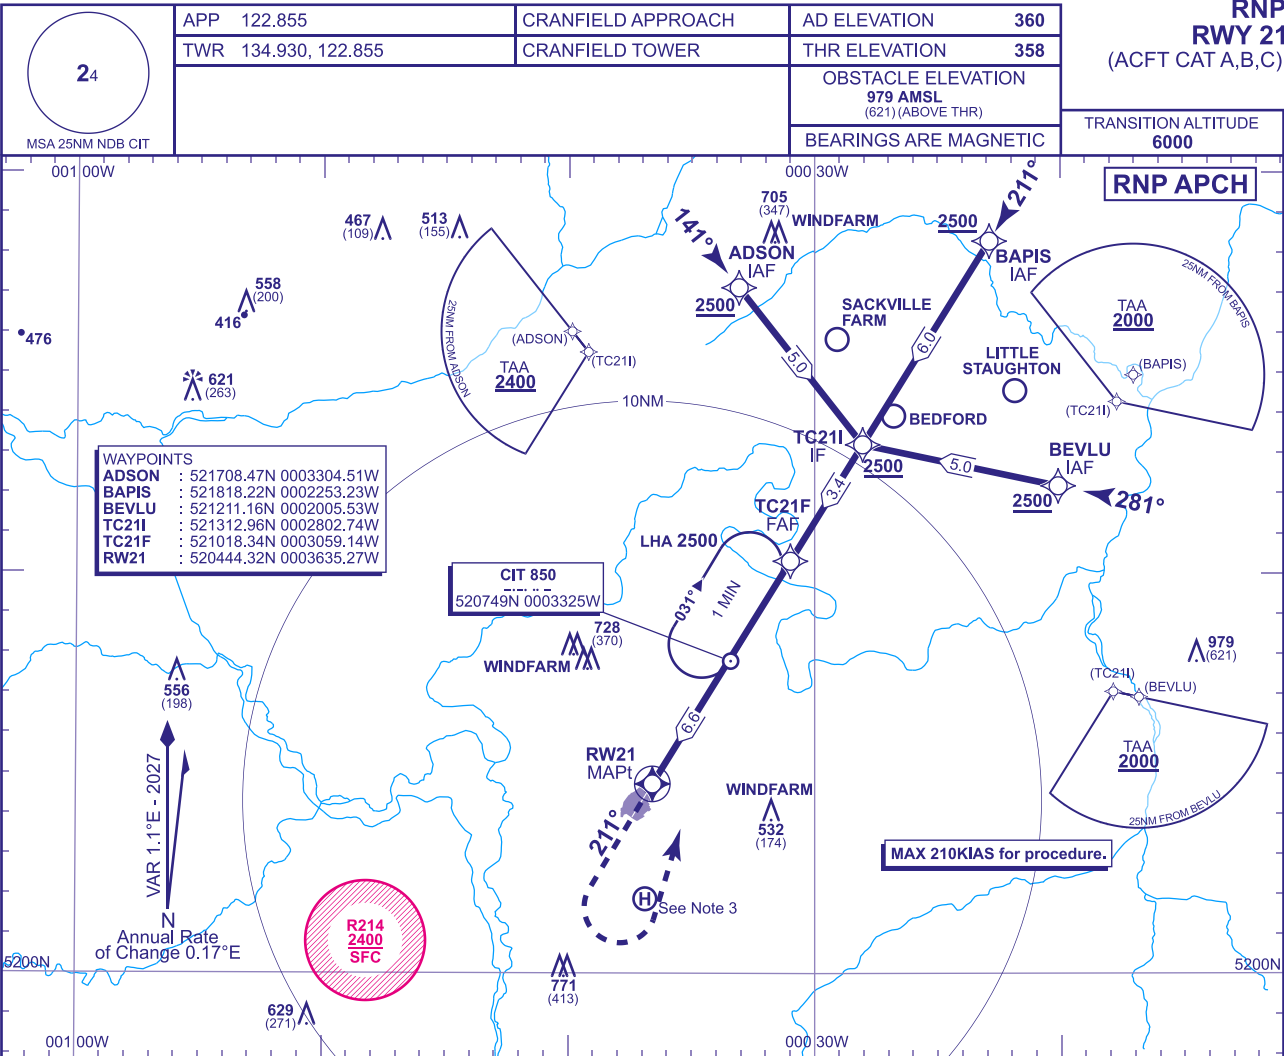 24
MSA 25NM NDB CIT
APP 122.855
CRANFIELD APPROACH
TWR 134.930, 122.855
CRANFIELD TOWER
AD ELEVATION 360
THR ELEVATION 358
OBSTACLE ELEVATION
979 AMSL
(621) (ABOVE THR)
BEARINGS ARE MAGNETIC
RNP
RWY 21
(ACFT CAT A,B,C)
TRANSITION ALTITUDE
6000
001 00W
000 30W
RNP APCH
467
(109)
513
(155)
705
(347)
WINDFARM
141°
ADSON
IAF
2500
2500
211°
BAPIS
IAF
558
(200)
416
476
621
(263)
25NM FROM ADSON
(ADSON)
(TC21I)
TAA
2400
SACKVILLE
FARM
5.0
6.0
LITTLE
STAUGHTON
BEDFORD
25NM FROM BAPIS
TAA
2000
(BAPIS)
(TC21I)
10NM
TC21I
IF
2500
5.0
BEVLU
IAF
2500
281°
WAYPOINTS
ADSON : 521708.47N 0003304.51W
BAPIS : 521818.22N 0002253.23W
BEVLU : 521211.16N 0002005.53W
TC21I : 521312.96N 0002802.74W
TC21F : 521018.34N 0003059.14W
RW21 : 520444.32N 0003635.27W
3.4
TC21F
FAF
LHA 2500
031°
1 MIN
CIT 850
520749N 0003325W
728
(370)
WINDFARM
556
(198)
979
(621)
(TC21I)
(BEVLU)
TAA
2000
25NM FROM BEVLU
6.6
RW21
MAPt
WINDFARM
532
(174)
211°
H
See Note 3
MAX 210KIAS for procedure.
VAR 1.1°E - 2027
N
Annual Rate
of Change 0.17°E
R214
2400
SFC
5200N
5200N
771
(413)
629
(271)
001 00W
000 30W